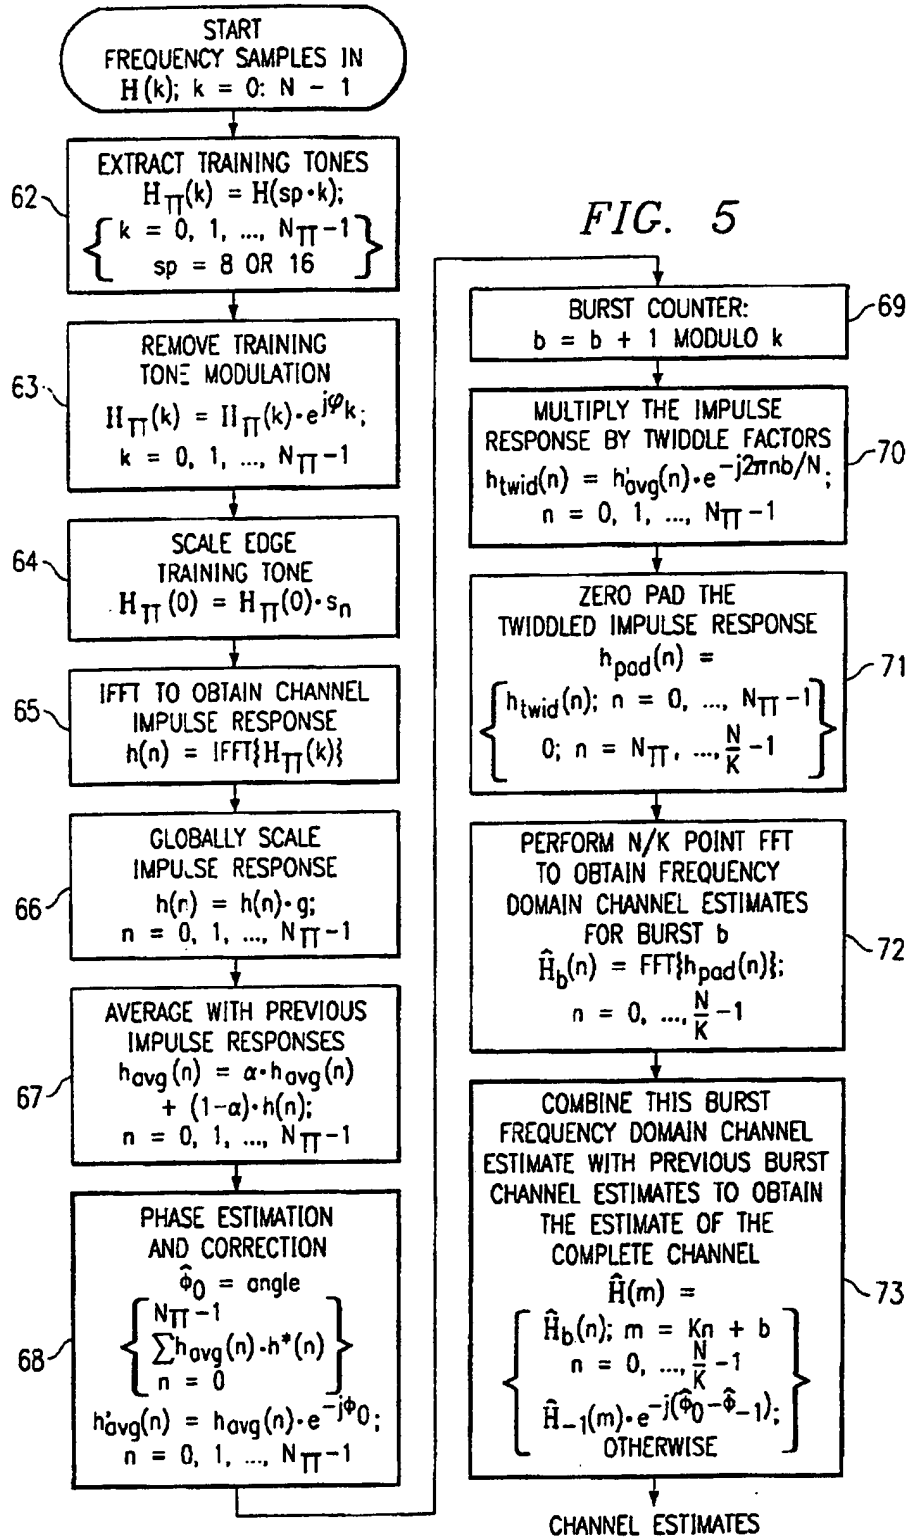 START
FREQUENCY SAMPLES IN
H(k); k = 0: N - 1
62
EXTRACT TRAINING TONES
H_TT(k) = H(sp·k);
{ k = 0, 1, ..., N_TT-1
sp = 8 OR 16 }
63
REMOVE TRAINING
TONE MODULATION
H_TT(k) = H_TT(k)·e^jφk;
k = 0, 1, ..., N_TT-1
64
SCALE EDGE
TRAINING TONE
H_TT(0) = H_TT(0)·s_n
65
IFFT TO OBTAIN CHANNEL
IMPULSE RESPONSE
h(n) = IFFT{H_TT(k)}
66
GLOBALLY SCALE
IMPULSE RESPONSE
h(n) = h(n)·g;
n = 0, 1, ..., N_TT-1
67
AVERAGE WITH PREVIOUS
IMPULSE RESPONSES
h_avg(n) = α·h_avg(n)
+ (1-α)·h(n);
n = 0, 1, ..., N_TT-1
68
PHASE ESTIMATION
AND CORRECTION
ϕ̂_0 = angle
{ N_TT-1
∑h_avg(n)·h*(n)
n = 0 }
h'_avg(n) = h_avg(n)·e^-jϕ0;
n = 0, 1, ..., N_TT-1
FIG. 5
69
BURST COUNTER:
b = b + 1 MODULO k
70
MULTIPLY THE IMPULSE
RESPONSE BY TWIDDLE FACTORS
h_twid(n) = h'_avg(n)·e^-j2πnb/N;
n = 0, 1, ..., N_TT-1
71
ZERO PAD THE
TWIDDLED IMPULSE RESPONSE
h_pad(n) =
{ h_twid(n); n = 0, ..., N_TT-1
0; n = N_TT, ..., N/K -1 }
72
PERFORM N/K POINT FFT
TO OBTAIN FREQUENCY
DOMAIN CHANNEL ESTIMATES
FOR BURST b
Ĥ_b(n) = FFT{h_pad(n)};
n = 0, ..., N/K -1
73
COMBINE THIS BURST
FREQUENCY DOMAIN CHANNEL
ESTIMATE WITH PREVIOUS BURST
CHANNEL ESTIMATES TO OBTAIN
THE ESTIMATE OF THE
COMPLETE CHANNEL
Ĥ(m) =
{ Ĥ_b(n); m = Kn + b
n = 0, ..., N/K -1
Ĥ_-1(m)·e^-j(ϕ̂_0-ϕ̂_-1);
OTHERWISE }
CHANNEL ESTIMATES